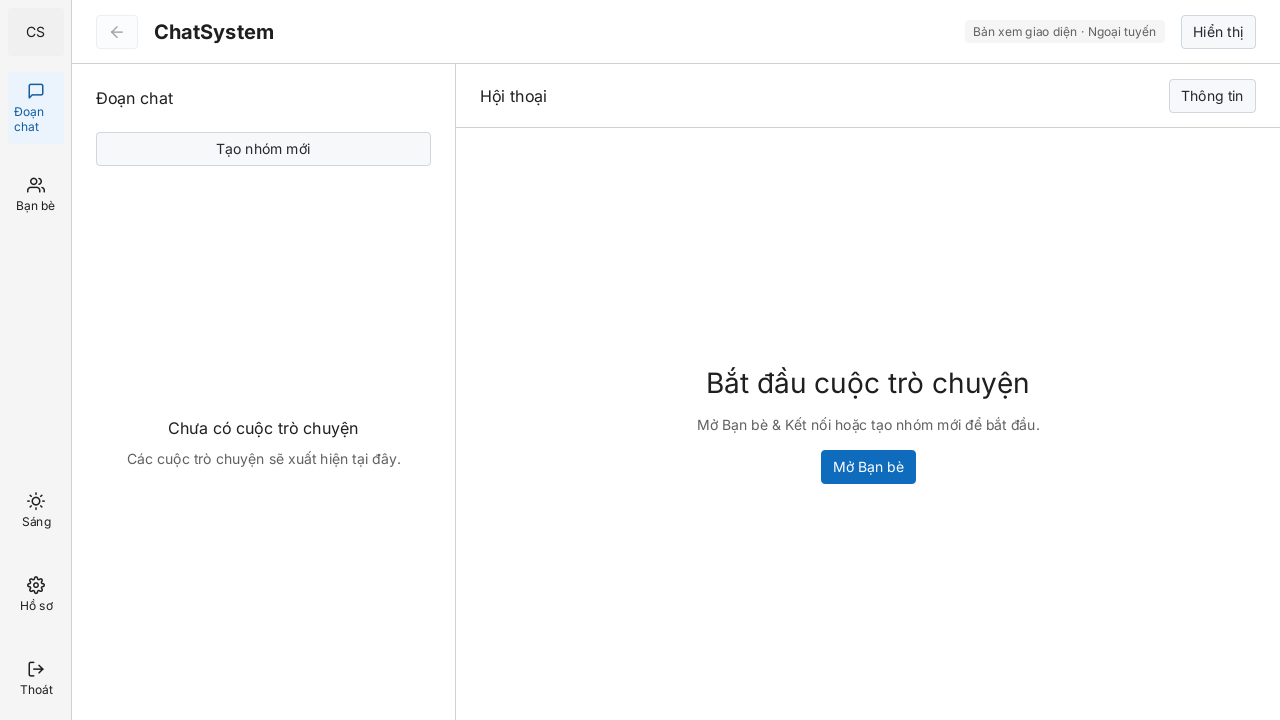 CS
ChatSystem
Bản xem giao diện · Ngoại tuyến
Hiển thị
Đoạn
chat
Bạn bè
Sáng
Hồ sơ
Thoát
Đoạn chat
Tạo nhóm mới
Chưa có cuộc trò chuyện
Các cuộc trò chuyện sẽ xuất hiện tại đây.
Hội thoại
Thông tin
Bắt đầu cuộc trò chuyện
Mở Bạn bè & Kết nối hoặc tạo nhóm mới để bắt đầu.
Mở Bạn bè